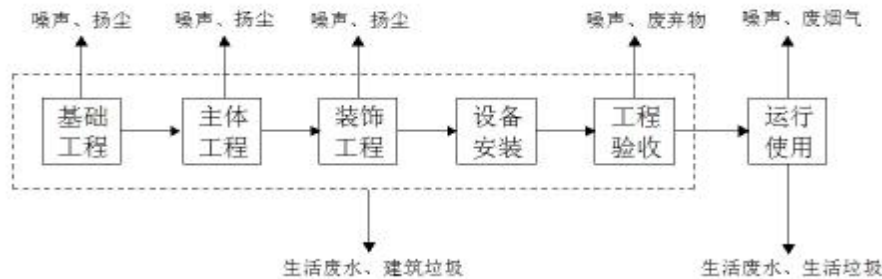 噪声、扬尘
噪声、扬尘
噪声、扬尘
噪声、废弃物
噪声、废烟气
基础
工程
主体
工程
装饰
工程
设备
安装
工程
验收
运行
使用
生活废水、建筑垃圾
生活废水、生活垃圾